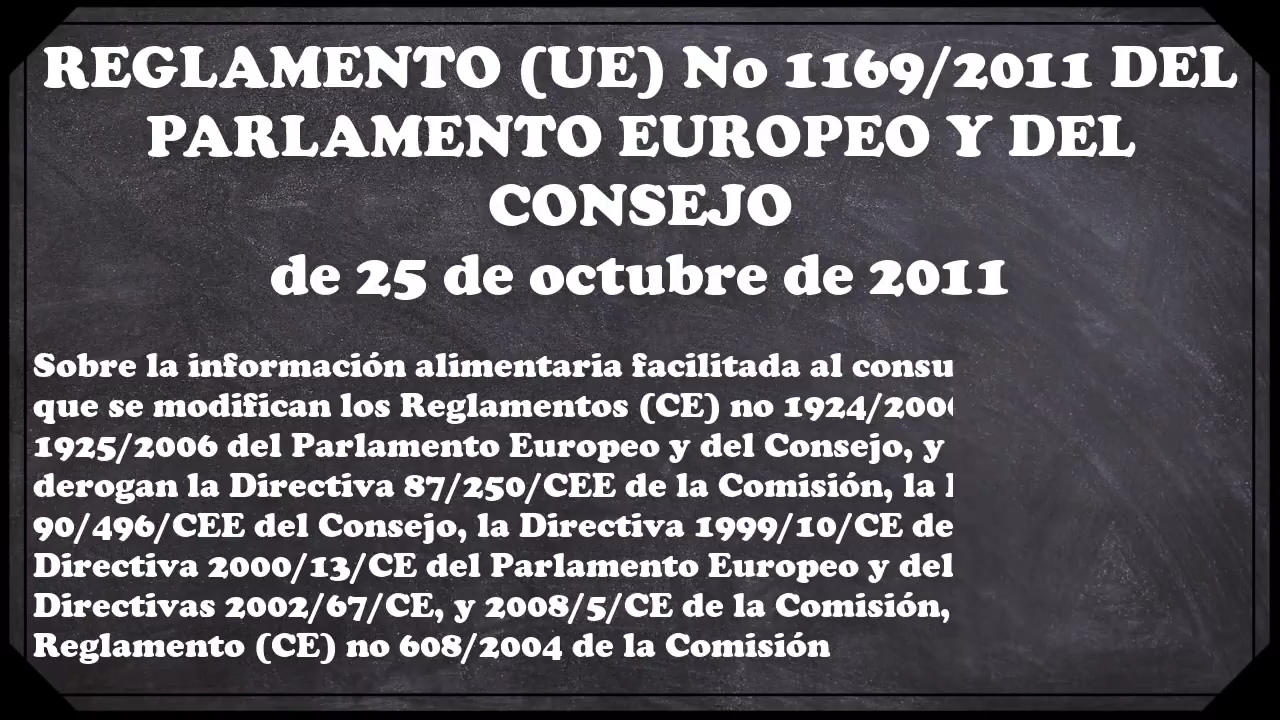 REGLAMENTO (UE) No 1169/2011 DEL
PARLAMENTO EUROPEO Y DEL
CONSEJO
de 25 de octubre de 2011
Sobre la información alimentaria facilitada al consu
que se modifican los Reglamentos (CE) no
1925/2006 del Parlamento Europeo y del Consejo, y
derogan la Directiva 87/250/CEE de la Comisión, la
90/496/CEE del Consejo, la Directiva 1999/10/CE de
Directiva 2000/13/CE del Parlamento Europeo y del
Directivas 2002/67/CE, y 2008/5/CE de la Comisión,
Reglamento (CE) no 608/2004 de la Comisión